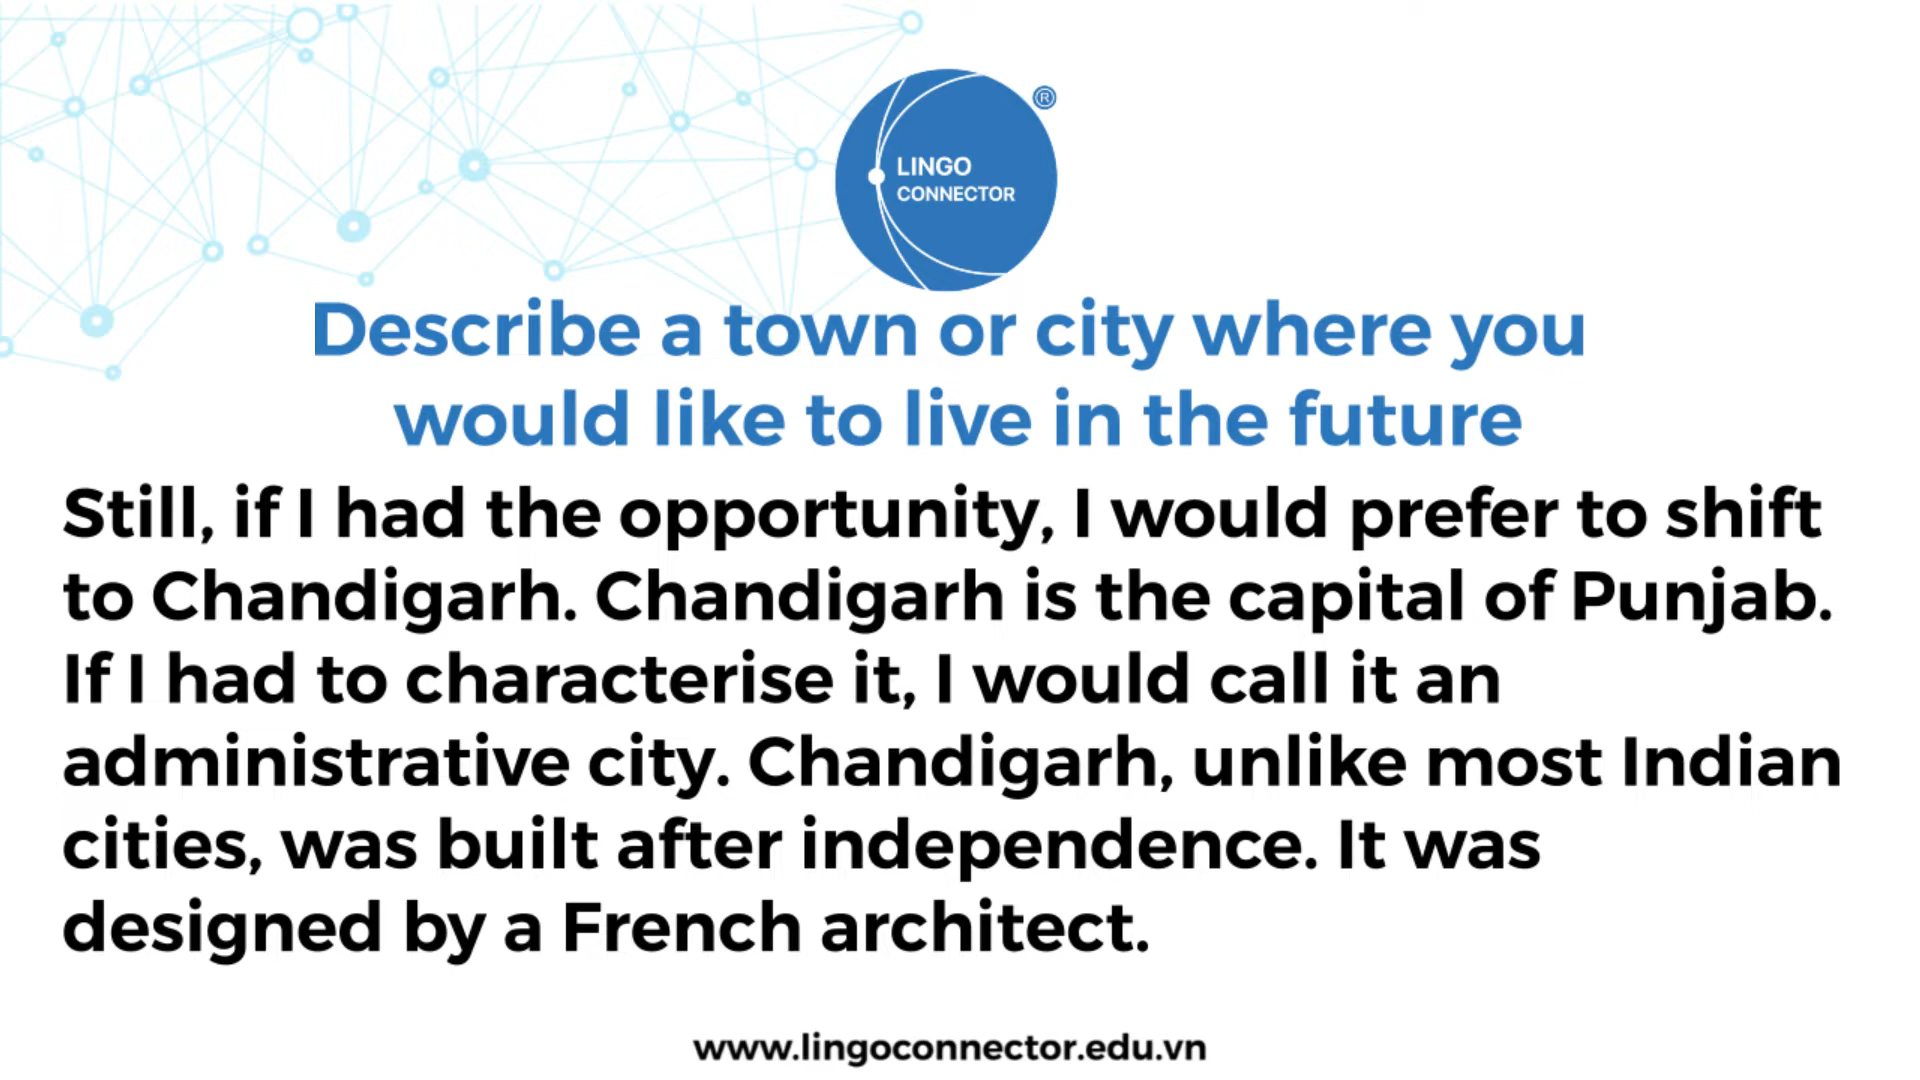 LINGO
CONNECTOR
®
Describe a town or city where you
would like to live in the future
Still, if I had the opportunity, I would prefer to shift
to Chandigarh. Chandigarh is the capital of Punjab.
If I had to characterise it, I would call it an
administrative city. Chandigarh, unlike most Indian
cities, was built after independence. It was
designed by a French architect.
www.lingoconnector.edu.vn